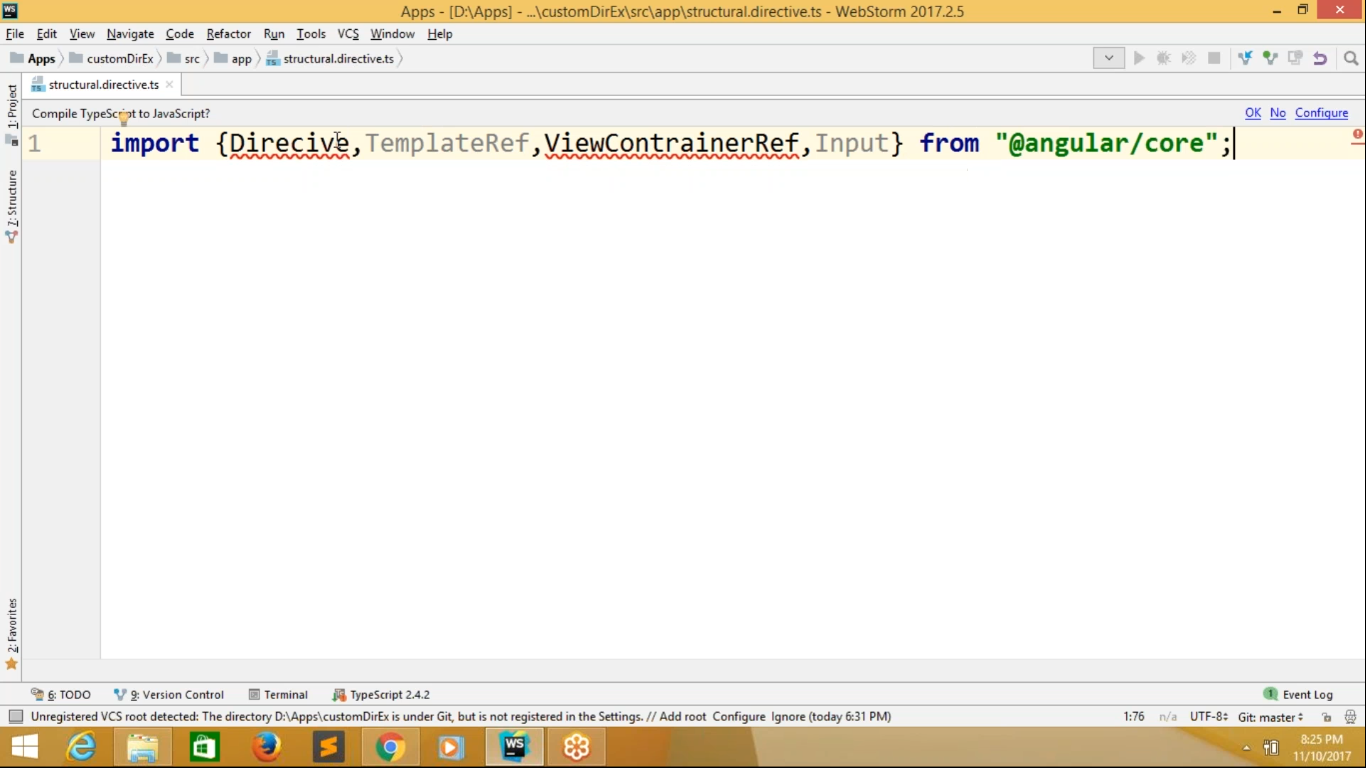 WS Apps - [D:\Apps] - ...\customDirEx\src\app\structural.directive.ts - WebStorm 2017.2.5
File Edit View Navigate Code Refactor Run Tools VCS Window Help
Apps customDirEx src app structural.directive.ts
structural.directive.ts
Compile TypeScript to JavaScript? OK No Configure
1 import {Direcive,TemplateRef,ViewContrainerRef,Input} from "@angular/core";
1: Project
7: Structure
2: Favorites
6: TODO 9: Version Control Terminal TypeScript 2.4.2 1 Event Log
Unregistered VCS root detected: The directory D:\Apps\customDirEx is under Git, but is not registered in the Settings. // Add root Configure Ignore (today 6:31 PM) 1:76 n/a UTF-8 Git: master
WS 8:25 PM
11/10/2017